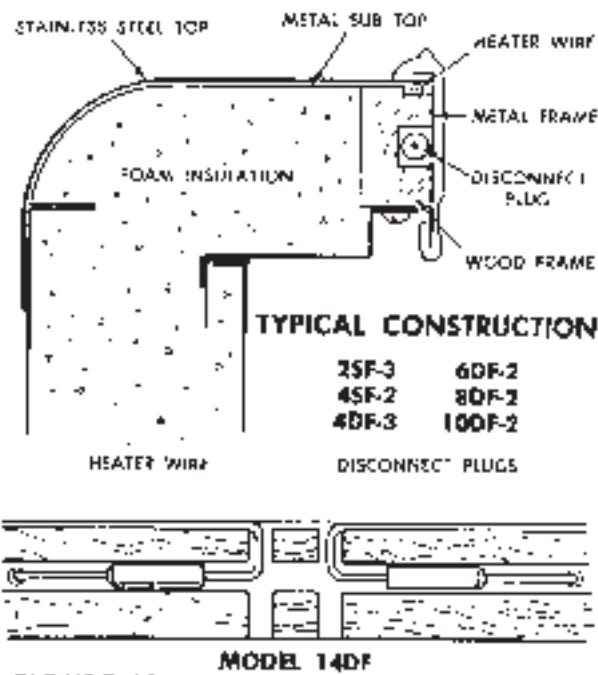 STAINLESS STEEL TOP
METAL SUB TOP
HEATER WIRE
METAL FRAME
FOAM INSULATION
DISCONNECT
PLUG
WOOD FRAME
TYPICAL CONSTRUCTION
2SF-3 6DF-2
4SF-2 8DF-2
4DF-3 10DF-2
HEATER WIRE
DISCONNECT PLUGS
MODEL 14DF